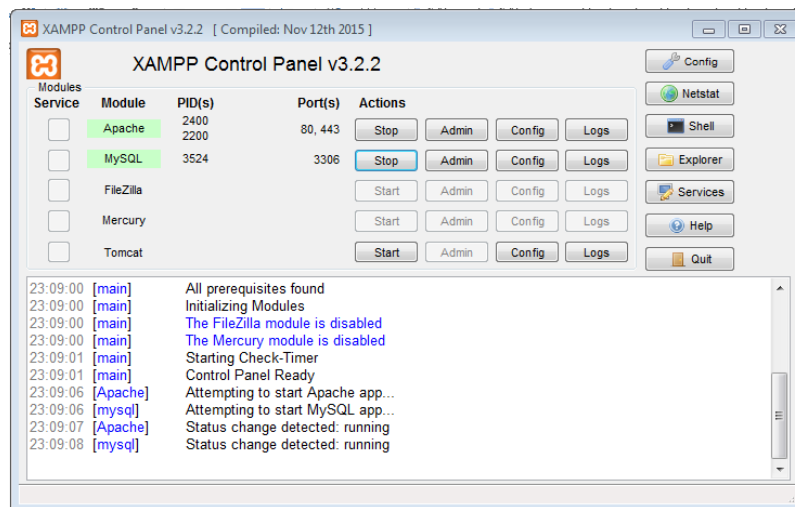 XAMPP Control Panel v3.2.2 [ Compiled: Nov 12th 2015 ]
XAMPP Control Panel v3.2.2
Config
Modules
Service Module PID(s) Port(s) Actions
Netstat
Apache 2400 2200 80, 443 Stop Admin Config Logs
Shell
MySQL 3524 3306 Stop Admin Config Logs
Explorer
FileZilla Start Admin Config Logs
Services
Mercury Start Admin Config Logs
Help
Tomcat Start Admin Config Logs
Quit
23:09:00 [main] All prerequisites found
23:09:00 [main] Initializing Modules
23:09:00 [main] The FileZilla module is disabled
23:09:00 [main] The Mercury module is disabled
23:09:01 [main] Starting Check-Timer
23:09:01 [main] Control Panel Ready
23:09:06 [Apache] Attempting to start Apache app...
23:09:06 [mysql] Attempting to start MySQL app...
23:09:07 [Apache] Status change detected: running
23:09:08 [mysql] Status change detected: running